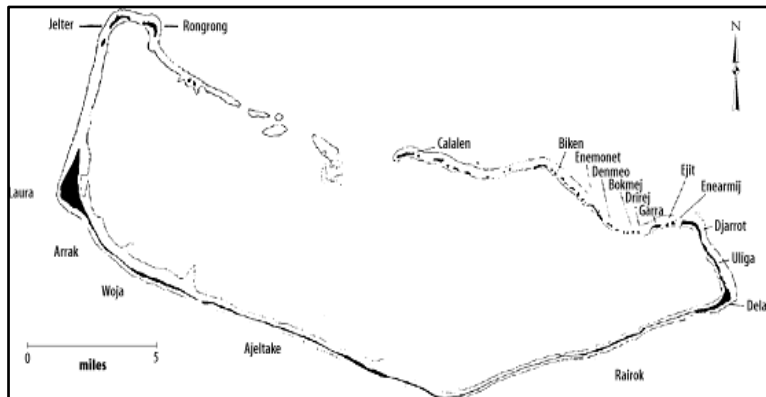 Jelter
Rongrong
N
Calalen
Biken
Enemonet
Denmeo
Bokmej
Drirej
Garra
Ejit
Enearmij
Djarrot
Uliga
Dela
Laura
Arrak
Woja
Ajeltake
Rairok
0 5
miles